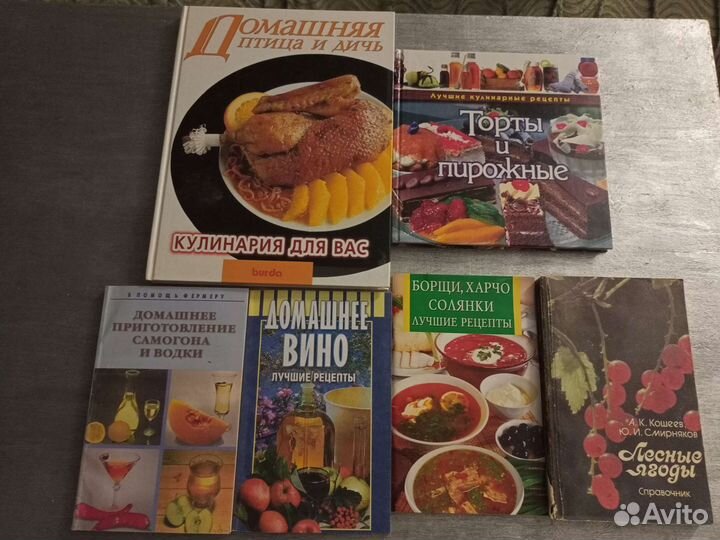 Домашняя
птица и дичь
КУЛИНАРИЯ ДЛЯ ВАС
burda
Лучшие кулинарные рецепты
Торты
и
пирожные
В ПОМОЩЬ ФЕРМЕРУ
ДОМАШНЕЕ
ПРИГОТОВЛЕНИЕ
САМОГОНА
И ВОДКИ
ДОМАШНЕЕ
ВИНО
ЛУЧШИЕ РЕЦЕПТЫ
БОРЩИ, ХАРЧО
СОЛЯНКИ
ЛУЧШИЕ РЕЦЕПТЫ
А. К. Кощеев
Ю. И. Смирняков
Лесные
ягоды
Справочник
Avito